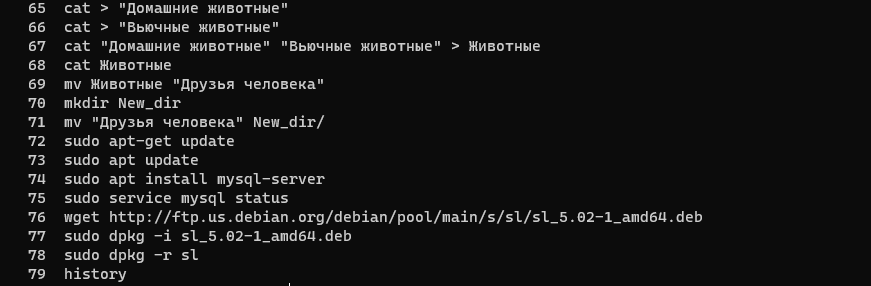 65 cat > "Домашние животные"
66 cat > "Вьючные животные"
67 cat "Домашние животные" "Вьючные животные" > Животные
68 cat Животные
69 mv Животные "Друзья человека"
70 mkdir New_dir
71 mv "Друзья человека" New_dir/
72 sudo apt-get update
73 sudo apt update
74 sudo apt install mysql-server
75 sudo service mysql status
76 wget http://ftp.us.debian.org/debian/pool/main/s/sl/sl_5.02-1_amd64.deb
77 sudo dpkg -i sl_5.02-1_amd64.deb
78 sudo dpkg -r sl
79 history